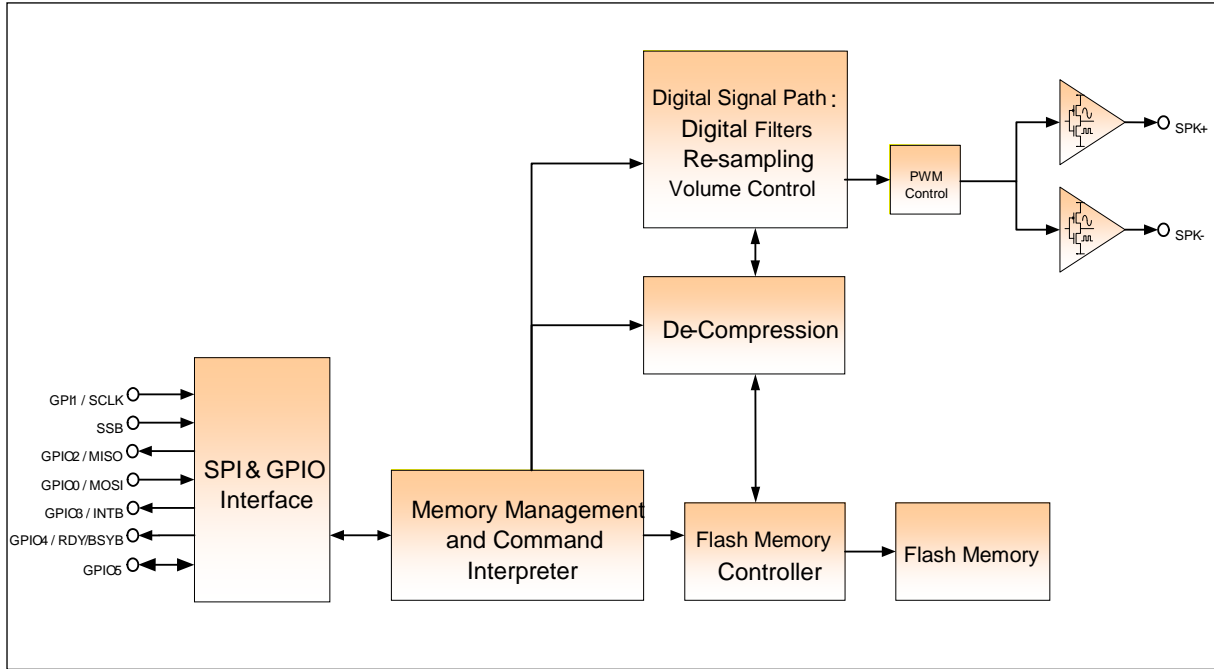 Digital Signal Path :
Digital Filters
Re-sampling
Volume Control
PWM
Control
SPK+
SPK-
De-Compression
GPI1 / SCLK
SSB
GPIO2 / MISO
GPIO0 / MOSI
GPIO3 / INTB
GPIO4 / RDY/BSYB
GPIO5
SPI & GPIO
Interface
Memory Management
and Command
Interpreter
Flash Memory
Controller
Flash Memory